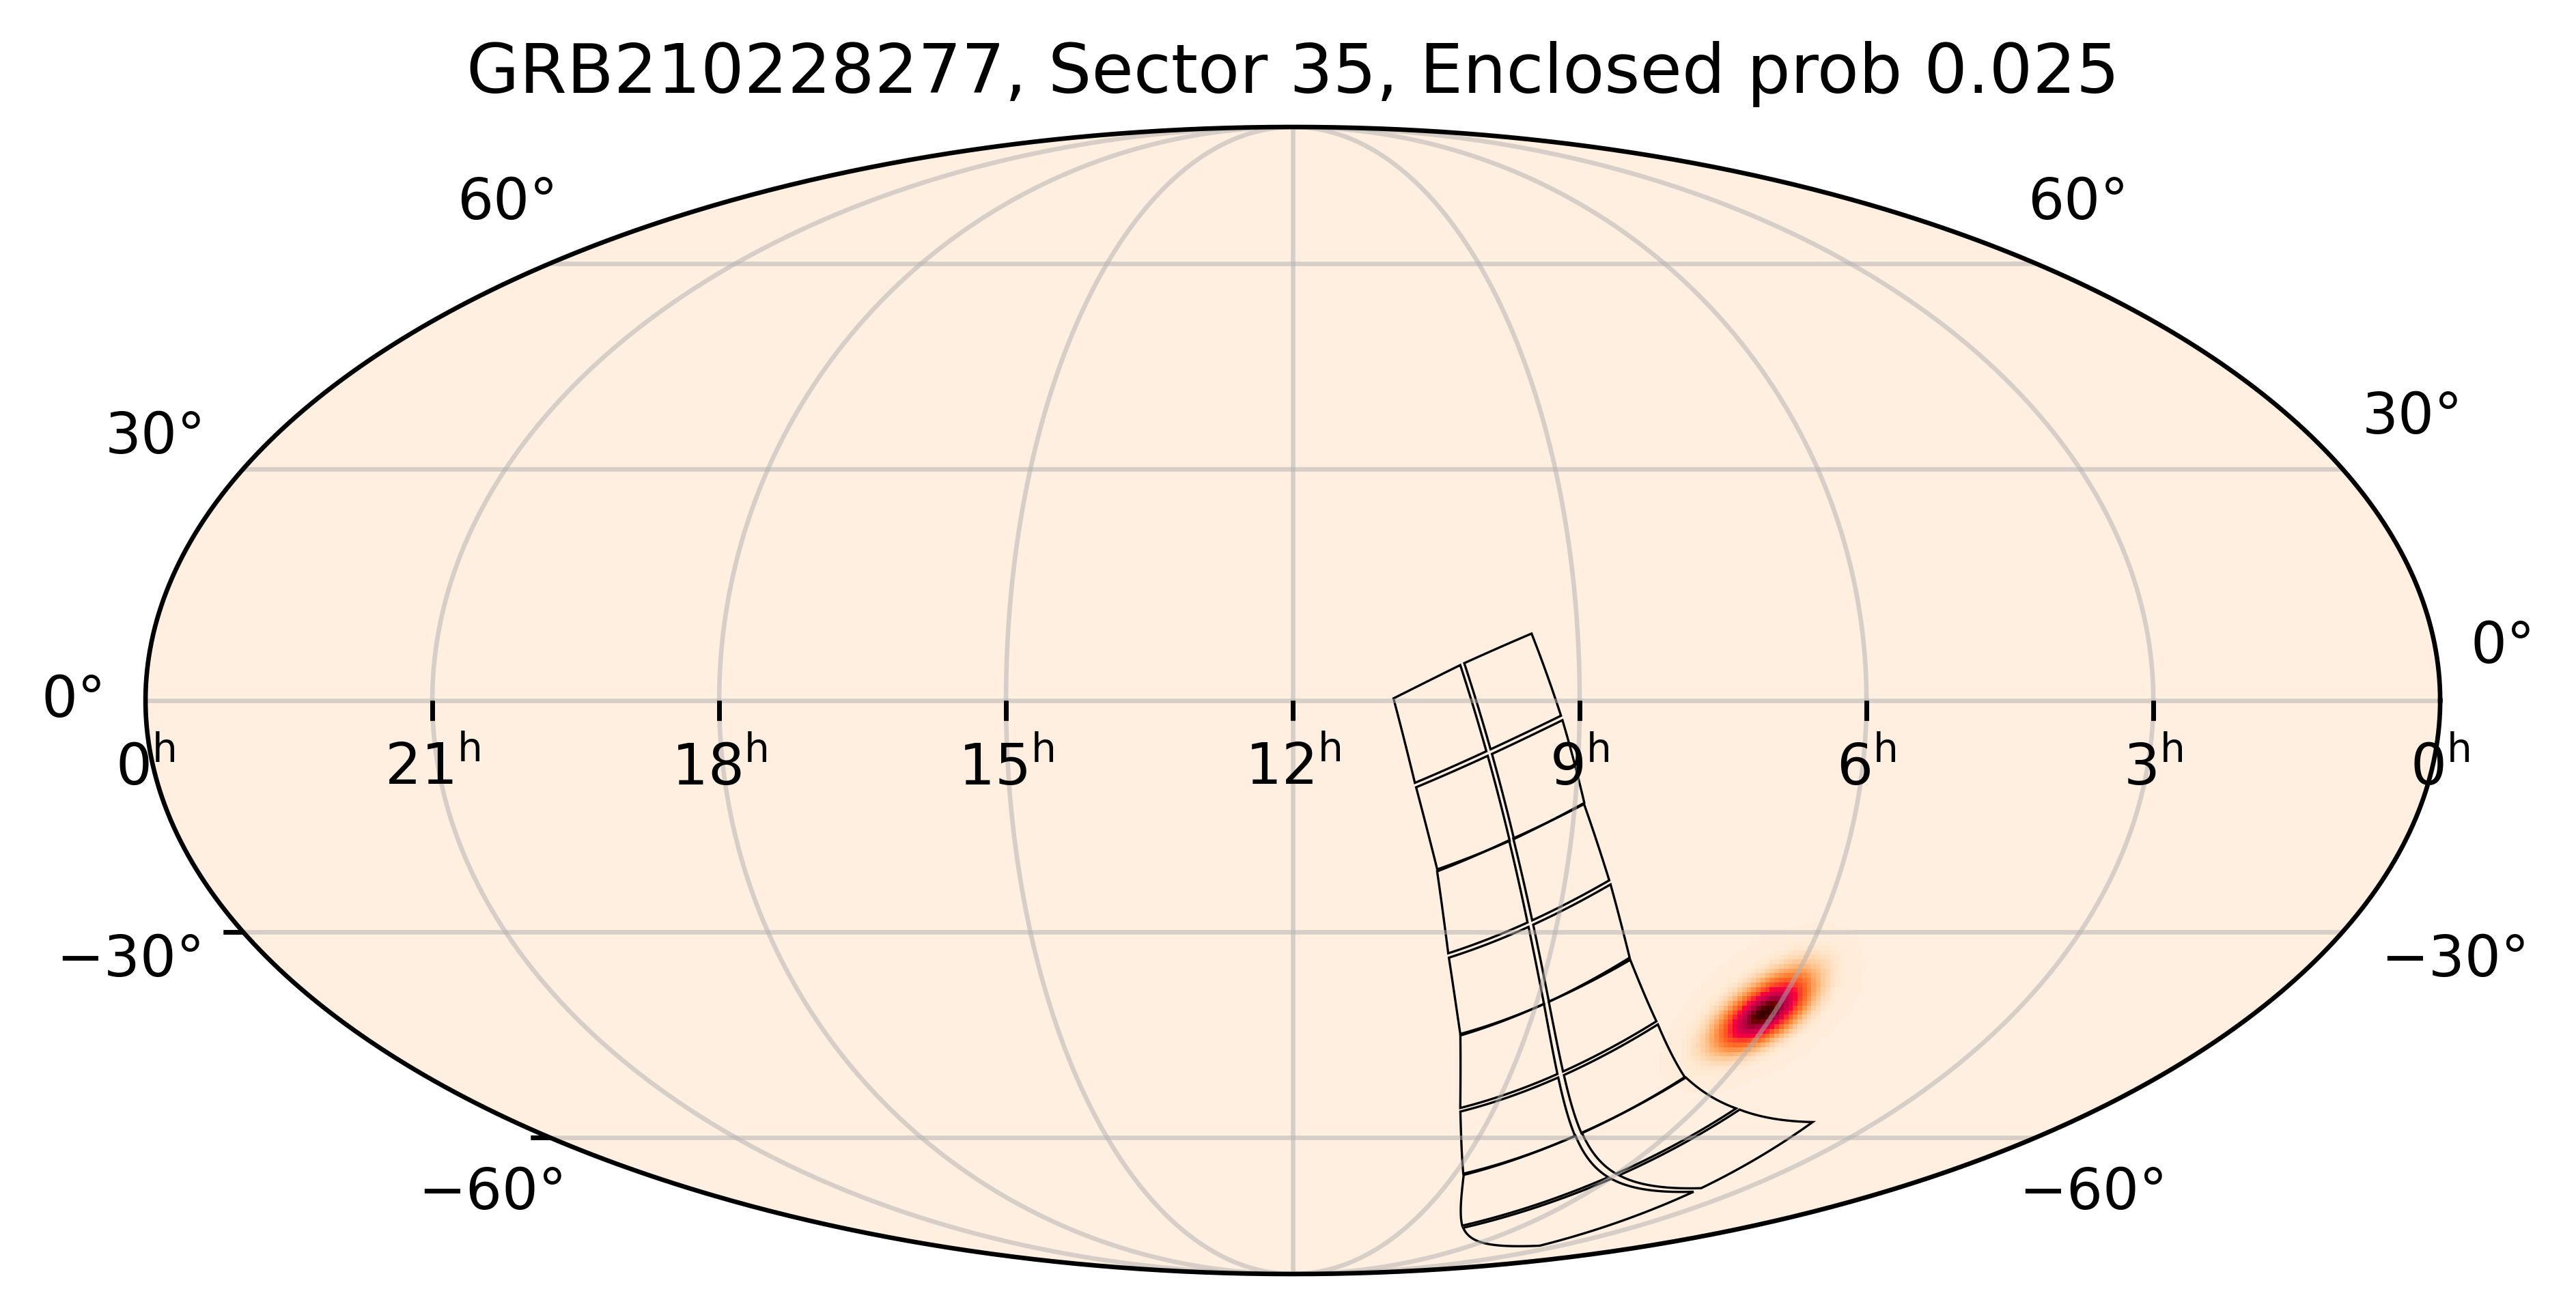 GRB210228277, Sector 35, Enclosed prob 0.025
60° 60°
30° 30°
0° 0°
0ʰ 21ʰ 18ʰ 15ʰ 12ʰ 9ʰ 6ʰ 3ʰ 0ʰ
−30° −30°
−60° −60°